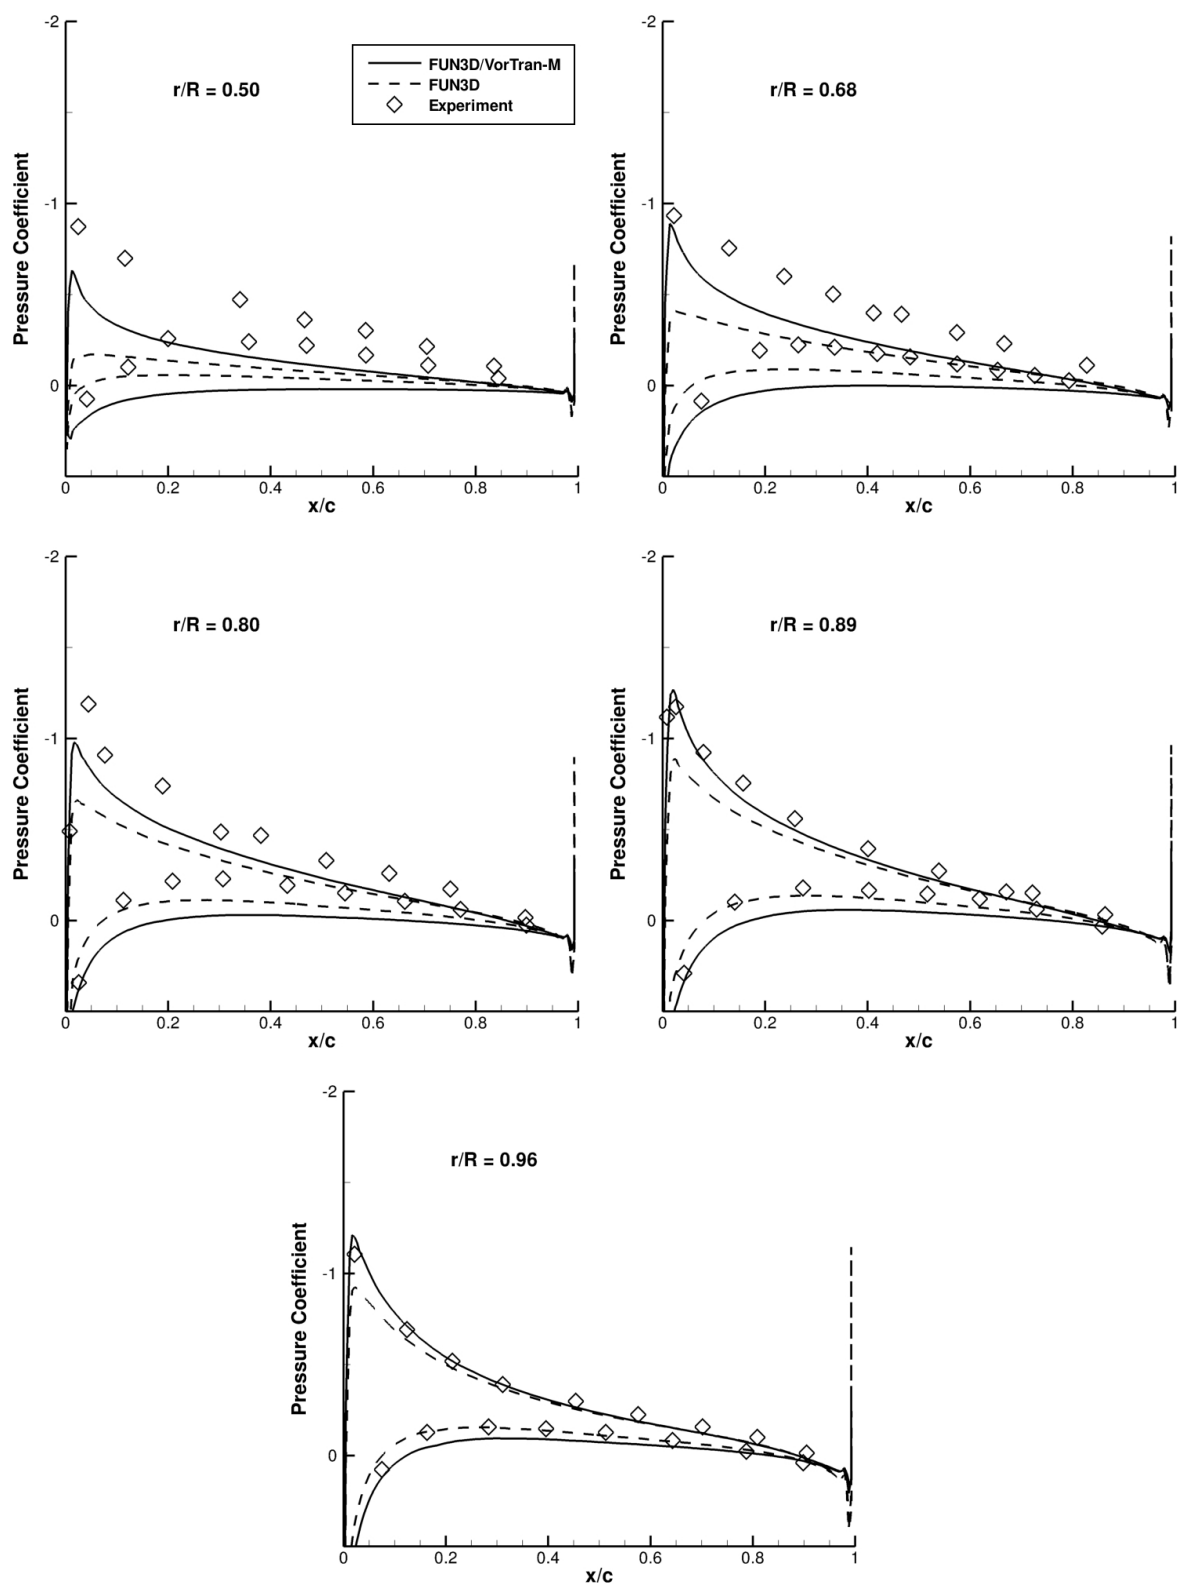 -2
FUN3D/VorTran-M
FUN3D
Experiment
r/R = 0.50
-1
Pressure Coefficient
0
0 0.2 0.4 0.6 0.8 1
x/c
-2
r/R = 0.68
-1
Pressure Coefficient
0
0 0.2 0.4 0.6 0.8 1
x/c
-2
r/R = 0.80
-1
Pressure Coefficient
0
0 0.2 0.4 0.6 0.8 1
x/c
-2
r/R = 0.89
-1
Pressure Coefficient
0
0 0.2 0.4 0.6 0.8 1
x/c
-2
r/R = 0.96
-1
Pressure Coefficient
0
0 0.2 0.4 0.6 0.8 1
x/c